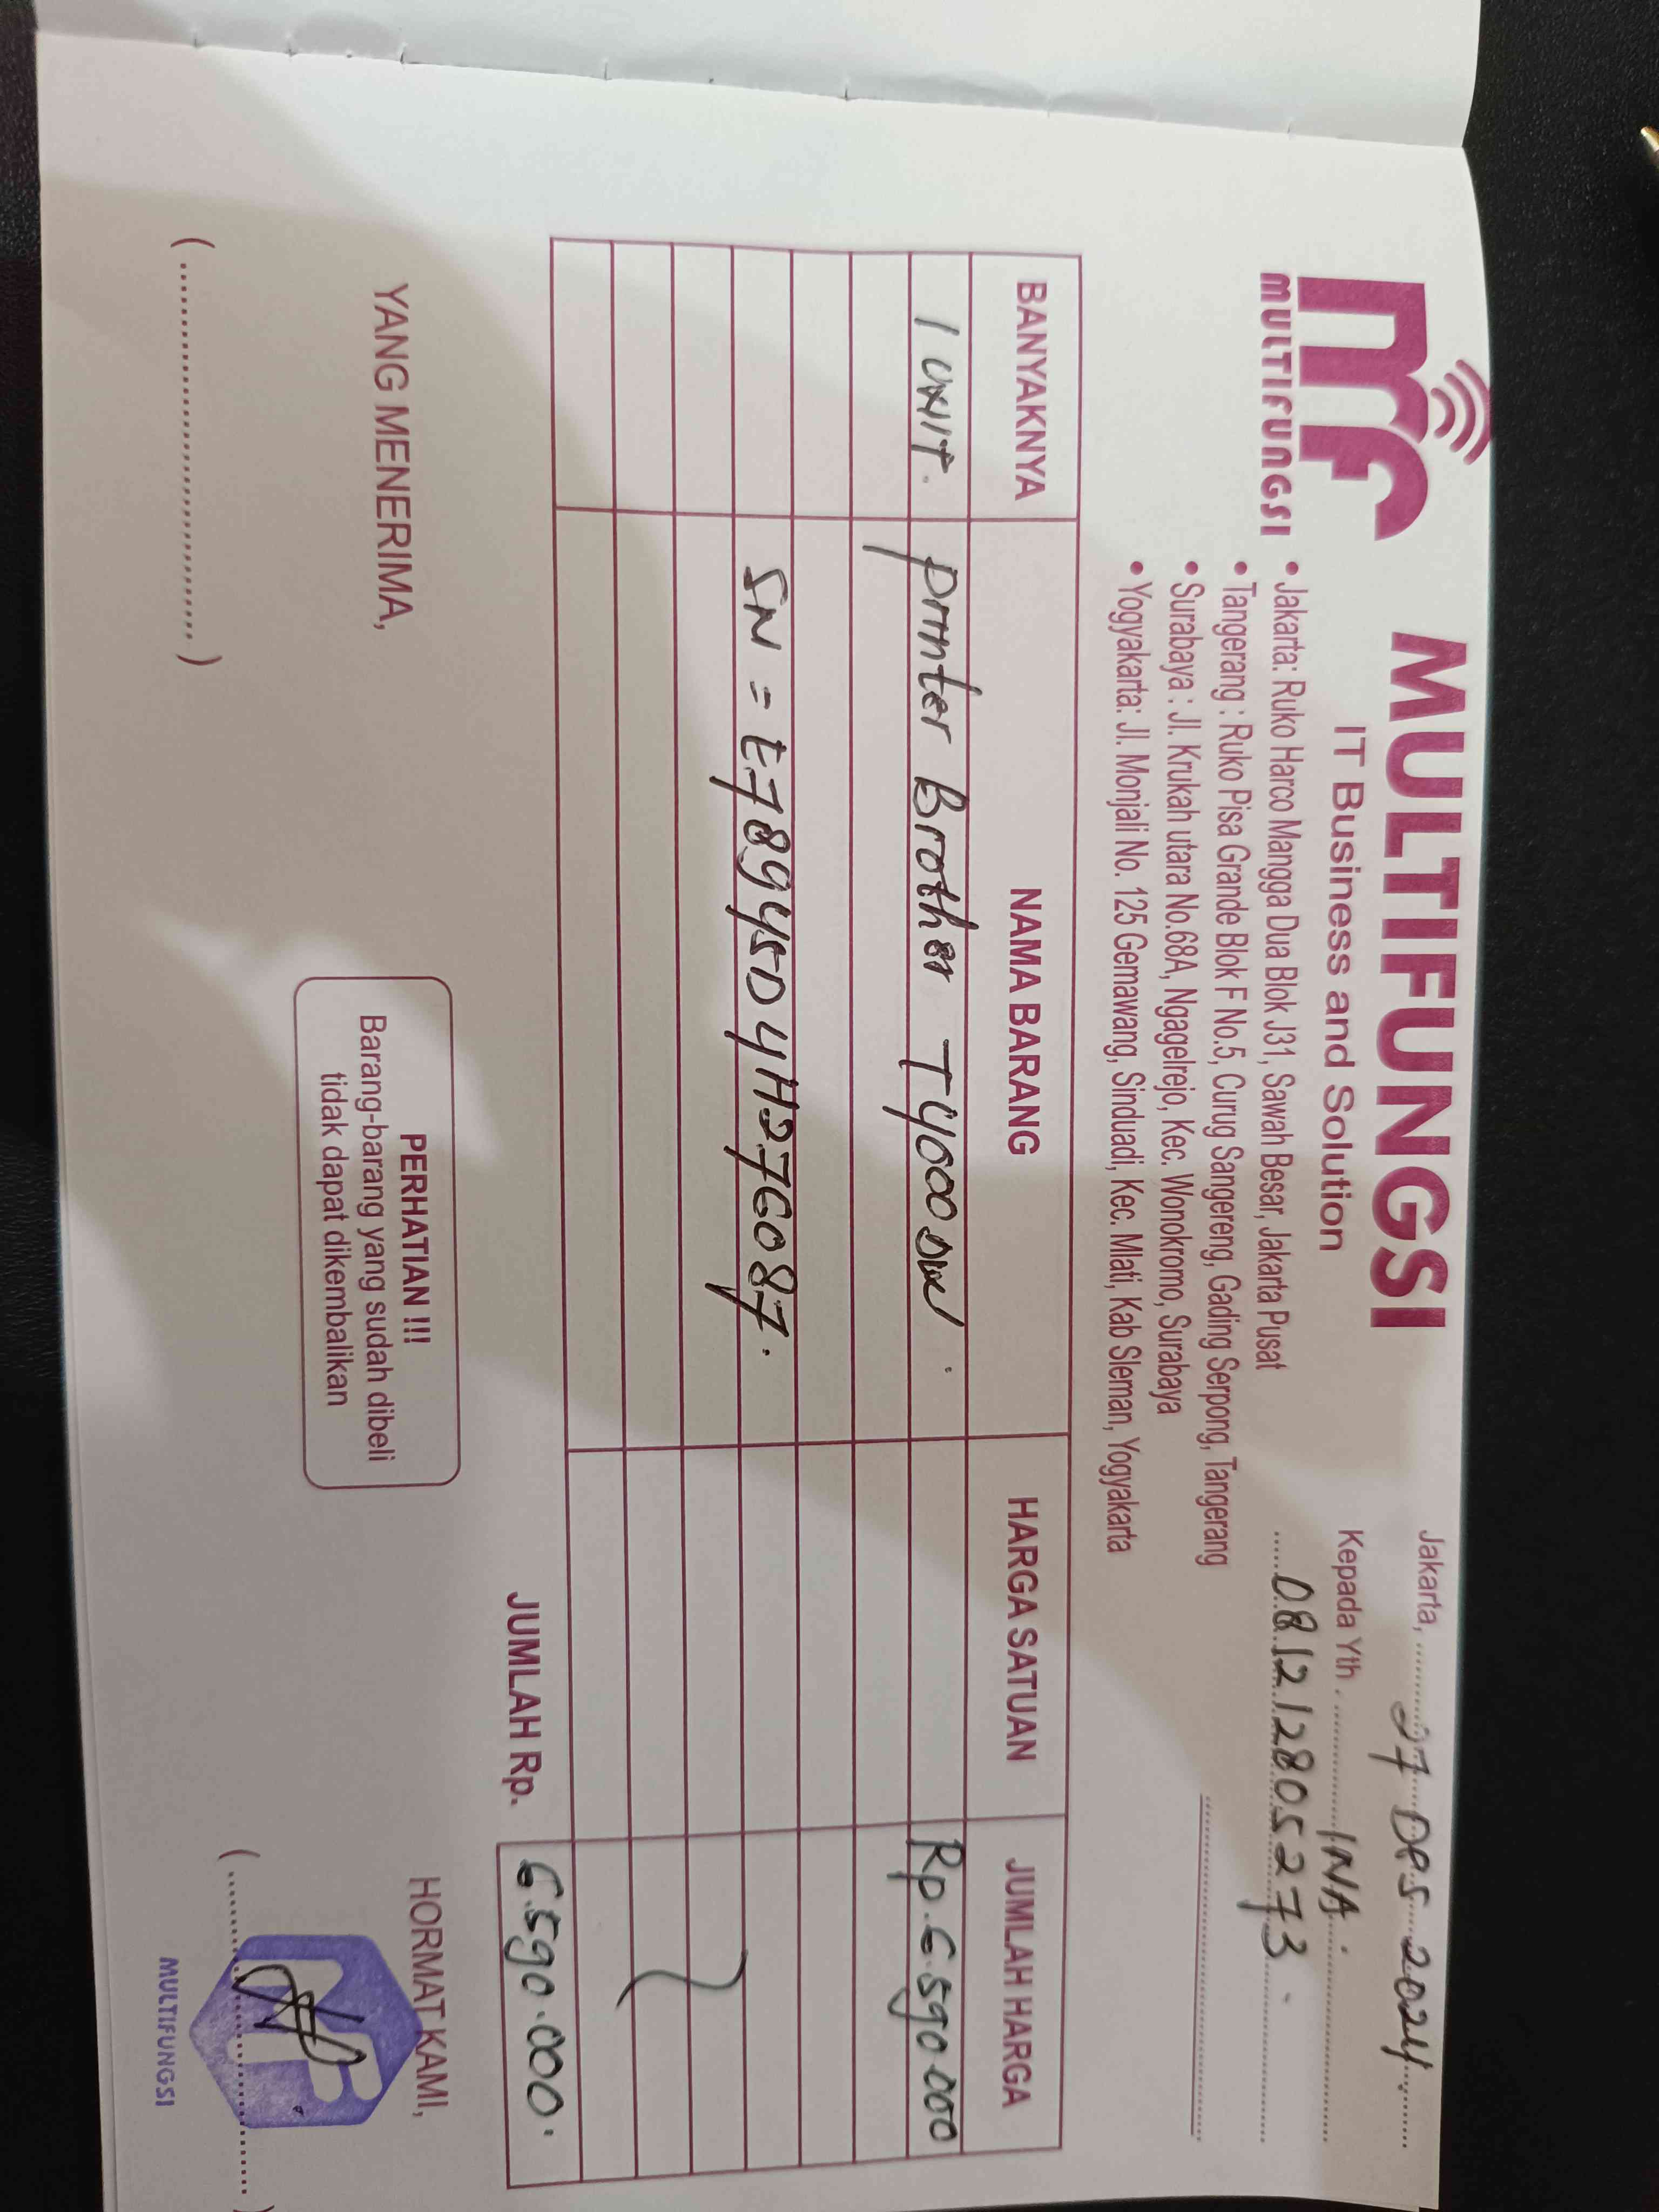 MULTIFUNGSI
IT Business and Solution
MULTIFUNGSI
• Jakarta: Ruko Harco Mangga Dua Blok J31, Sawah Besar, Jakarta Pusat
• Tangerang : Ruko Pisa Grande Blok F No.5, Curug Sangereng, Gading Serpong, Tangerang
• Surabaya : Jl. Krukah utara No.68A, Ngagelrejo, Kec. Wonokromo, Surabaya
• Yogyakarta: Jl. Monjali No. 125 Gemawang, Sinduadi, Kec. Mlati, Kab Sleman, Yogyakarta
Jakarta, 27 DPS 2024.
Kepada Yth. INA.
081212805273.
BANYAKNYA NAMA BARANG HARGA SATUAN JUMLAH HARGA
1 UNIT. Printer Brother T4000DW. Rp. 6.590.000
SN = E78945D4H276087.
JUMLAH Rp. 6.590.000.
YANG MENERIMA,
PERHATIAN !!!
Barang-barang yang sudah dibeli
tidak dapat dikembalikan
HORMAT KAMI,
MULTIFUNGSI